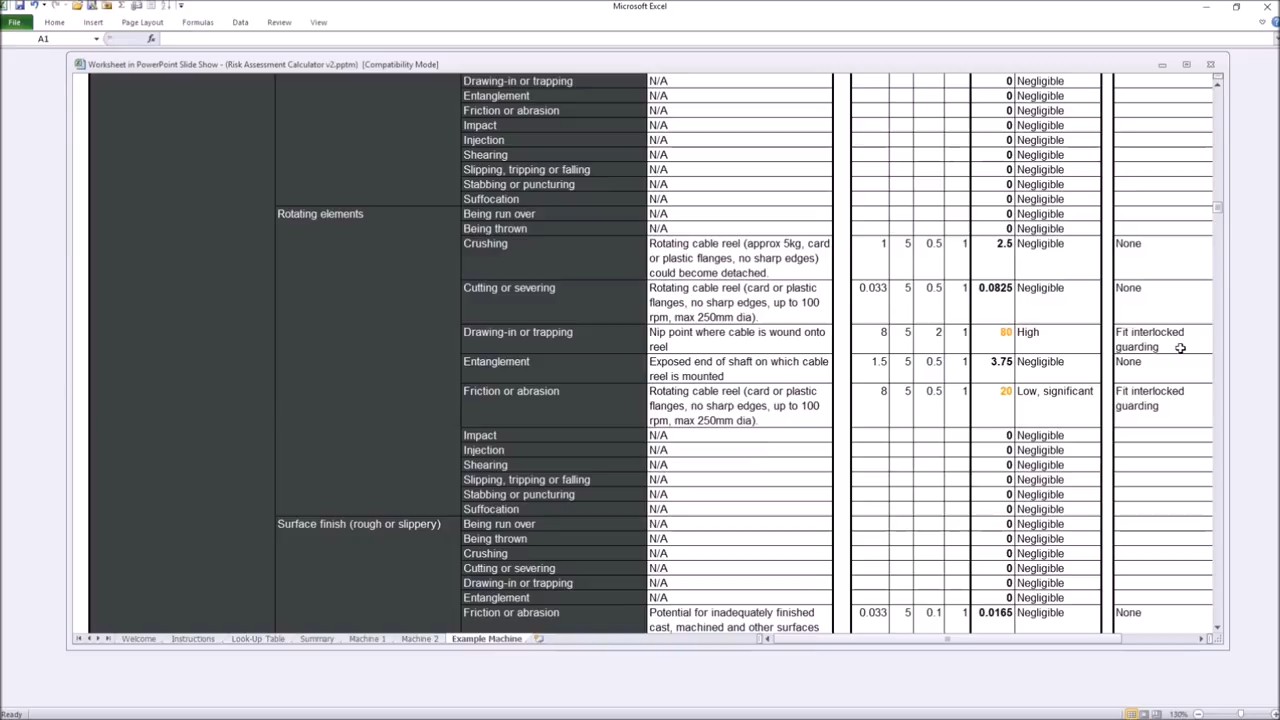 Microsoft Excel
File Home Insert Page Layout Formulas Data Review View
A1 fx
Worksheet in PowerPoint Slide Show - (Risk Assessment Calculator v2.pptm) [Compatibility Mode]
Drawing-in or trapping N/A 0 Negligible
Entanglement N/A 0 Negligible
Friction or abrasion N/A 0 Negligible
Impact N/A 0 Negligible
Injection N/A 0 Negligible
Shearing N/A 0 Negligible
Slipping, tripping or falling N/A 0 Negligible
Stabbing or puncturing N/A 0 Negligible
Suffocation N/A 0 Negligible
Rotating elements Being run over N/A 0 Negligible
Being thrown N/A 0 Negligible
Crushing Rotating cable reel (approx 5kg, card 1 5 0.5 1 2.5 Negligible None
or plastic flanges, no sharp edges)
could become detached.
Cutting or severing Rotating cable reel (card or plastic 0.033 5 0.5 1 0.0825 Negligible None
flanges, no sharp edges, up to 100
rpm, max 250mm dia).
Drawing-in or trapping Nip point where cable is wound onto 8 5 2 1 80 High Fit interlocked
reel guarding
Entanglement Exposed end of shaft on which cable 1.5 5 0.5 1 3.75 Negligible None
reel is mounted
Friction or abrasion Rotating cable reel (card or plastic 8 5 0.5 1 20 Low, significant Fit interlocked
flanges, no sharp edges, up to 100 guarding
rpm, max 250mm dia).
Impact N/A 0 Negligible
Injection N/A 0 Negligible
Shearing N/A 0 Negligible
Slipping, tripping or falling N/A 0 Negligible
Stabbing or puncturing N/A 0 Negligible
Suffocation N/A 0 Negligible
Surface finish (rough or slippery) Being run over N/A 0 Negligible
Being thrown N/A 0 Negligible
Crushing N/A 0 Negligible
Cutting or severing N/A 0 Negligible
Drawing-in or trapping N/A 0 Negligible
Entanglement N/A 0 Negligible
Friction or abrasion Potential for inadequately finished 0.033 5 0.1 1 0.0165 Negligible None
cast, machined and other surfaces
Welcome Instructions Look-Up Table Summary Machine 1 Machine 2 Example Machine
Ready 130%